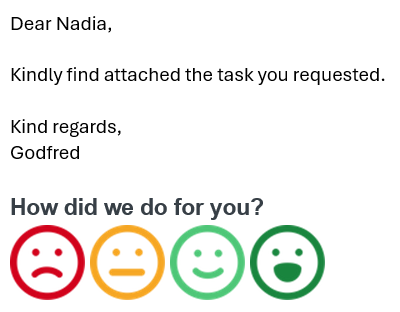 Dear Nadia,
Kindly find attached the task you requested.
Kind regards,
Godfred
How did we do for you?